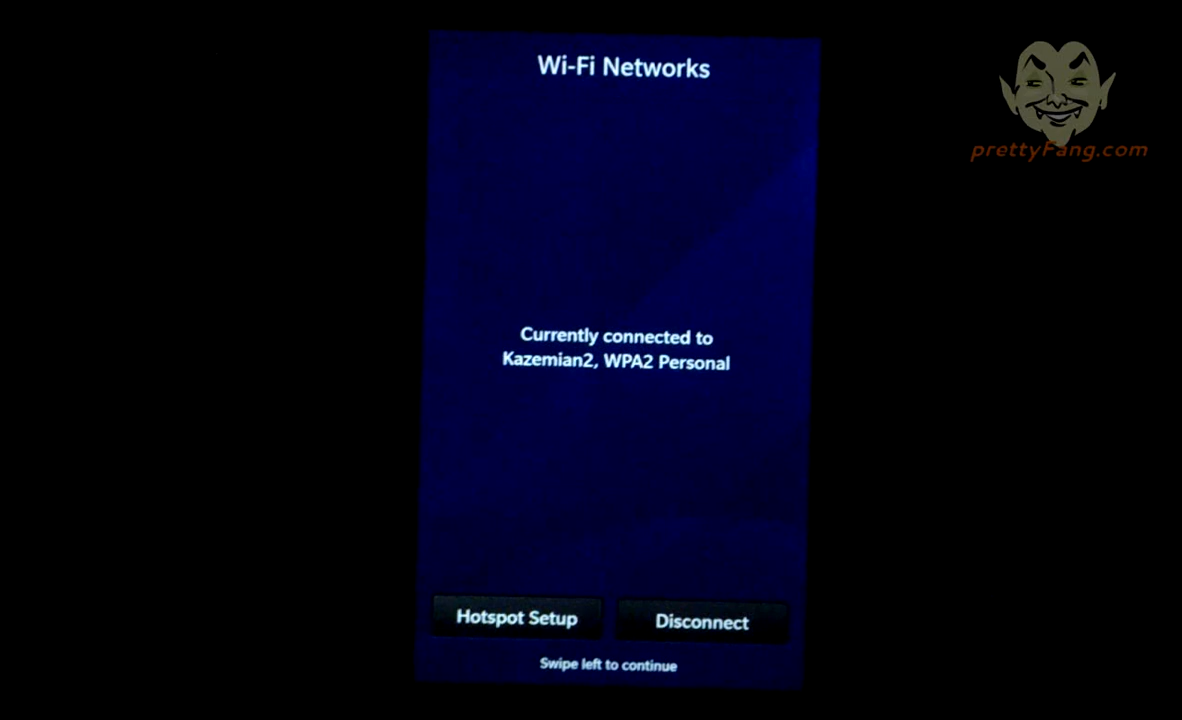 Wi-Fi Networks
prettyFang.com
Currently connected to
Kazemian2, WPA2 Personal
Hotspot Setup
Disconnect
Swipe left to continue